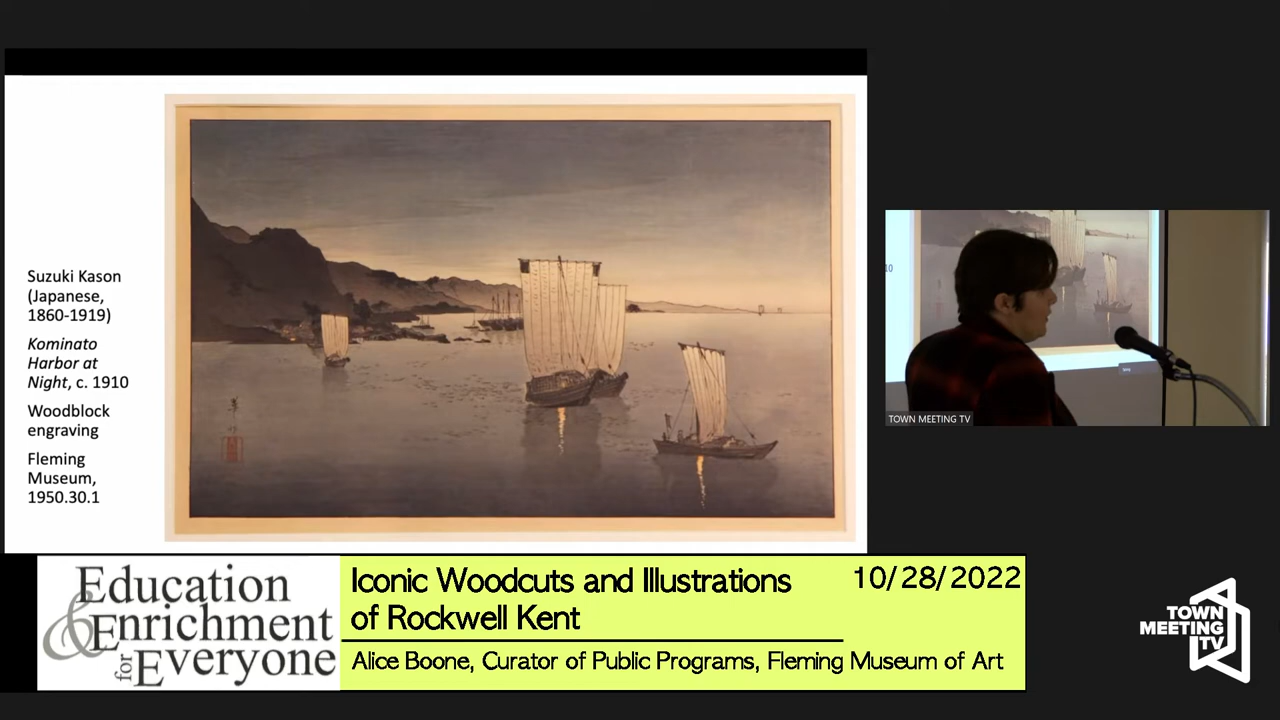 Suzuki Kason
(Japanese,
1860-1919)
Kominato
Harbor at
Night, c. 1910
Woodblock
engraving
Fleming
Museum,
1950.30.1
10
TOWN MEETING TV
Education
& Enrichment
for Everyone
Iconic Woodcuts and Illustrations
of Rockwell Kent
10/28/2022
Alice Boone, Curator of Public Programs, Fleming Museum of Art
TOWN
MEETING
TV